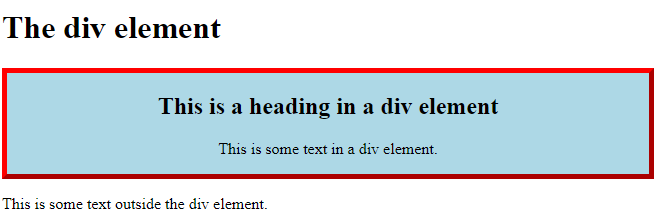 The div element
This is a heading in a div element
This is some text in a div element.
This is some text outside the div element.